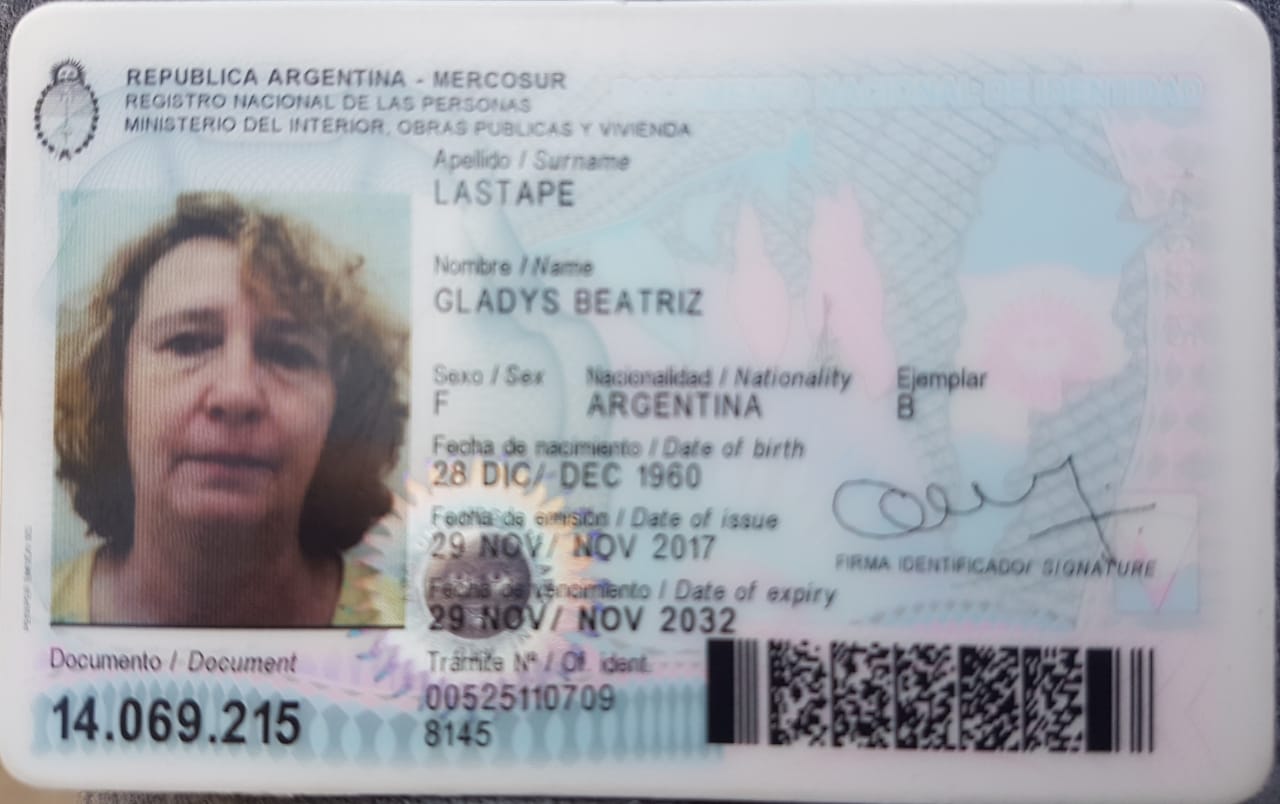 REPUBLICA ARGENTINA - MERCOSUR
REGISTRO NACIONAL DE LAS PERSONAS
MINISTERIO DEL INTERIOR, OBRAS PUBLICAS Y VIVIENDA
Apellido / Surname
LASTAPE
Nombre / Name
GLADYS BEATRIZ
Sexo / Sex Nacionalidad / Nationality Ejemplar
F ARGENTINA B
Fecha de nacimiento / Date of birth
28 DIC/ DEC 1960
Fecha de emisión / Date of issue
29 NOV/ NOV 2017
FIRMA IDENTIFICADO/ SIGNATURE
Fecha de vencimiento / Date of expiry
29 NOV/ NOV 2032
Documento / Document
14.069.215
Trámite Nº / Of. ident.
00525110709
8145